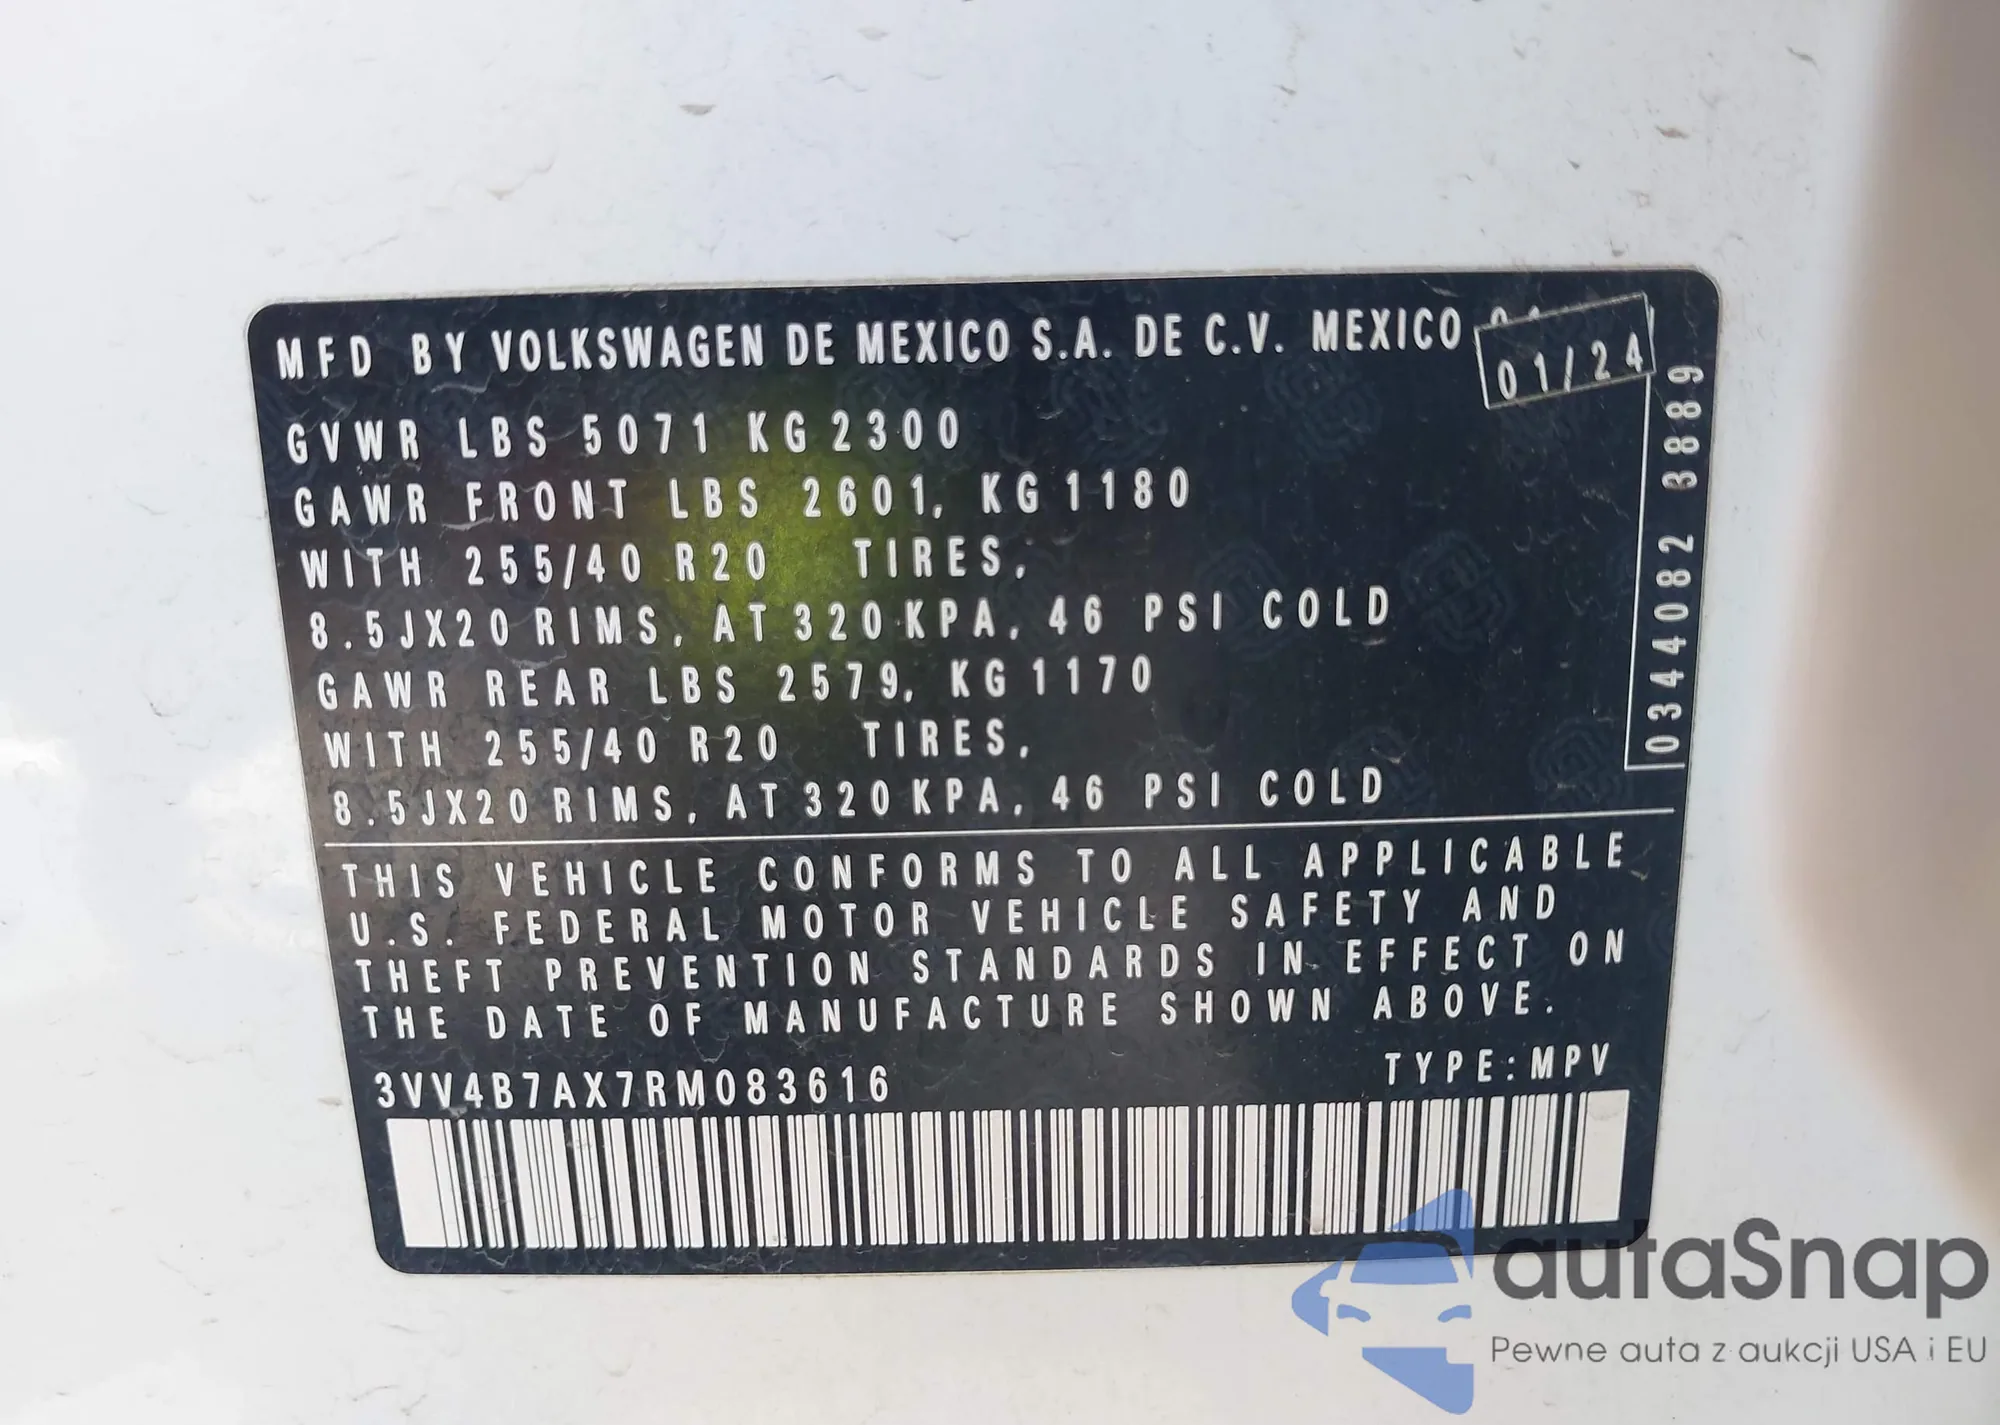 MFD BY VOLKSWAGEN DE MEXICO S.A. DE C.V. MEXICO
01/24
GVWR LBS 5071 KG 2300
GAWR FRONT LBS 2601, KG 1180
WITH 255/40 R20 TIRES,
8.5JX20 RIMS, AT 320 KPA, 46 PSI COLD
GAWR REAR LBS 2579, KG 1170
WITH 255/40 R20 TIRES,
8.5JX20 RIMS, AT 320 KPA, 46 PSI COLD
0344082 3889
THIS VEHICLE CONFORMS TO ALL APPLICABLE
U.S. FEDERAL MOTOR VEHICLE SAFETY AND
THEFT PREVENTION STANDARDS IN EFFECT ON
THE DATE OF MANUFACTURE SHOWN ABOVE.
3VV4B7AX7RM083616
TYPE:MPV
autaSnap
Pewne auta z aukcji USA i EU